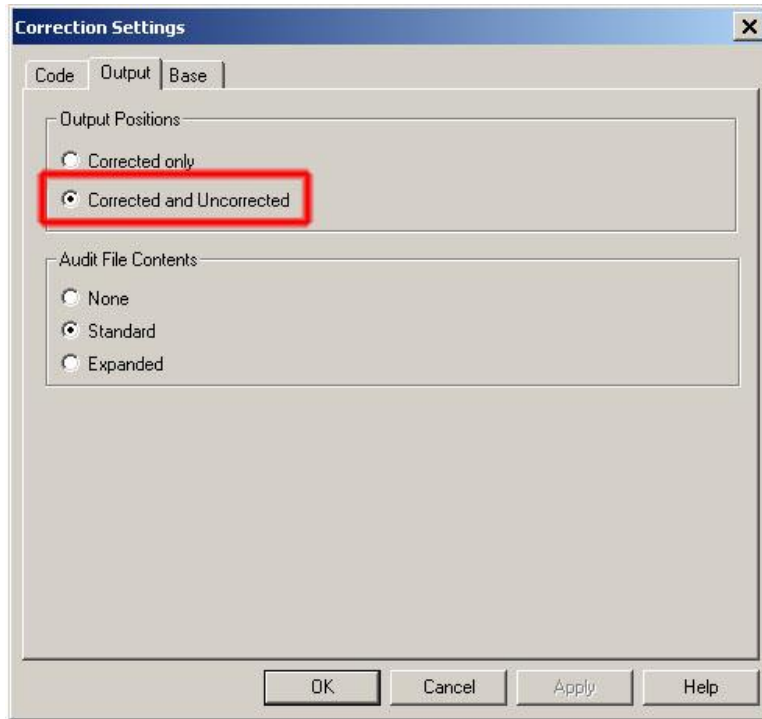 Correction Settings
Code Output Base
Output Positions
Corrected only
Corrected and Uncorrected
Audit File Contents
None
Standard
Expanded
OK Cancel Apply Help